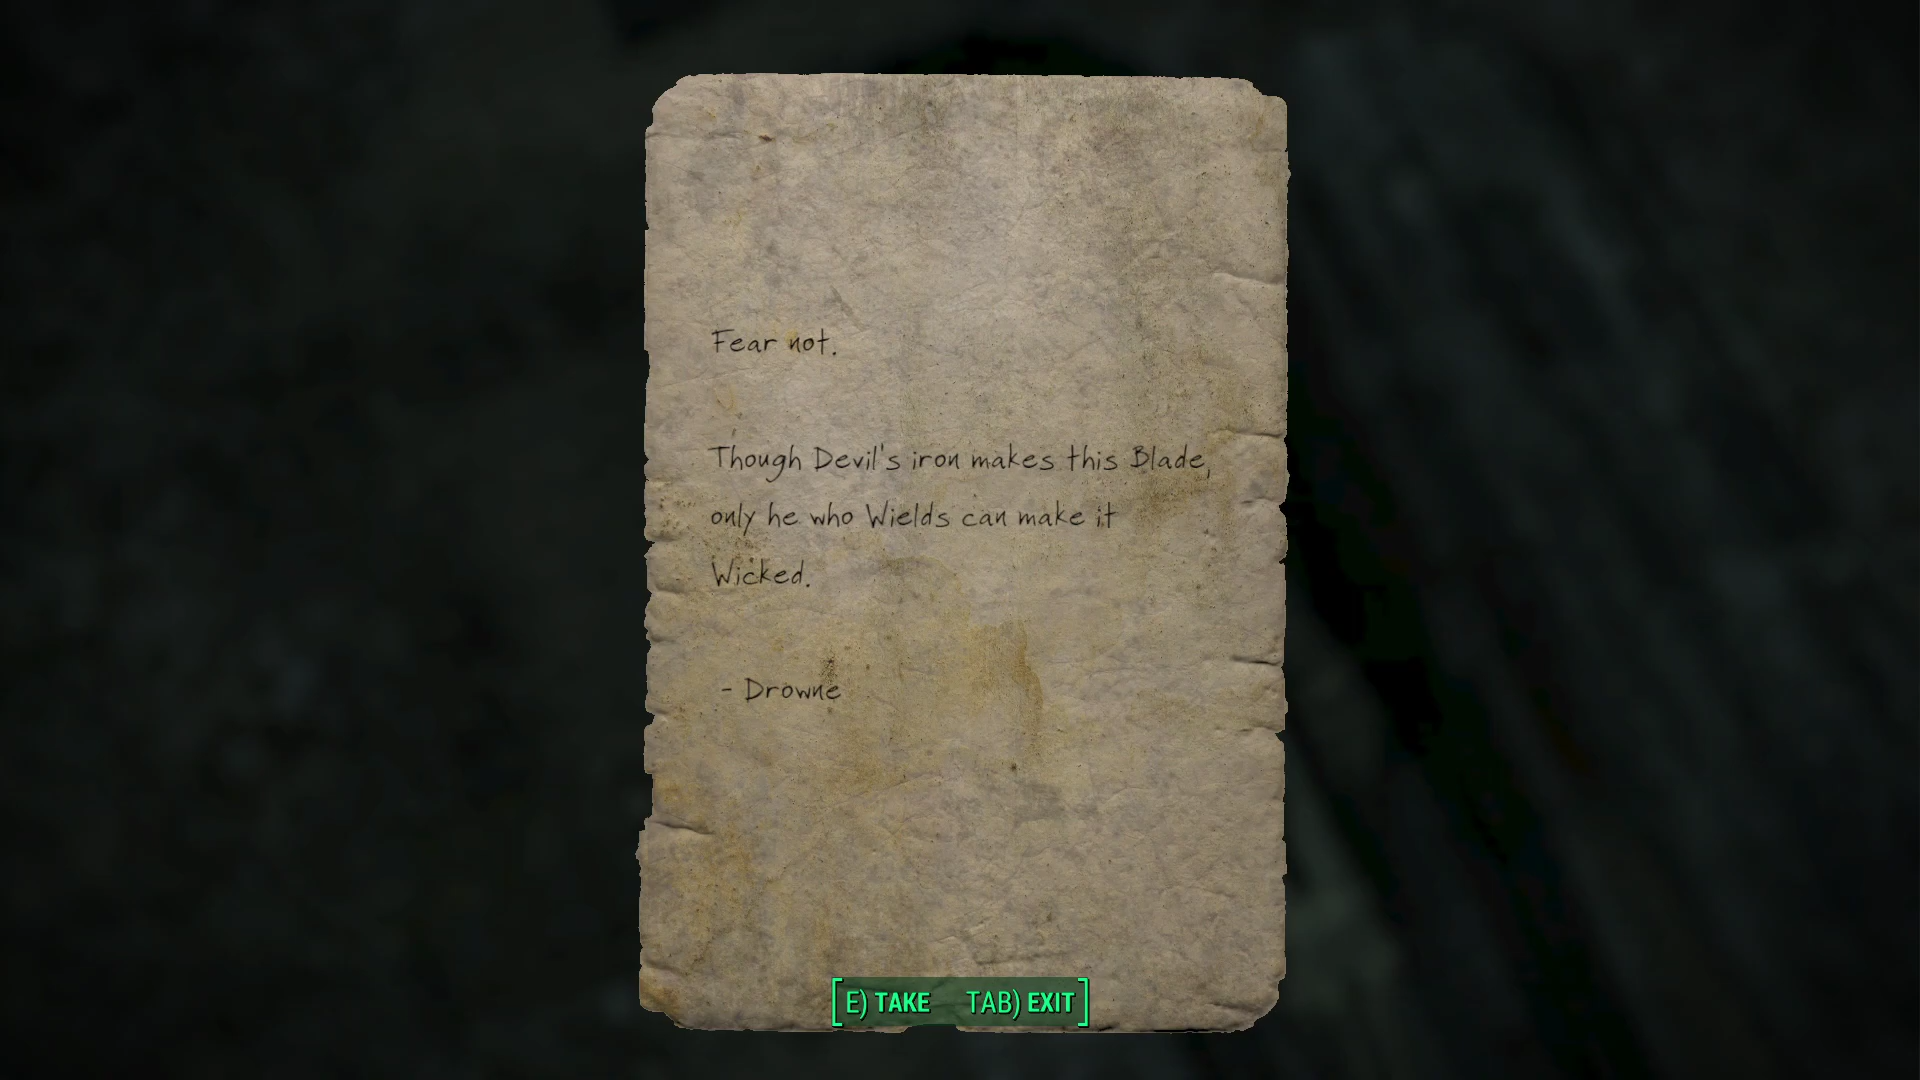 Fear not.
Though Devil's iron makes this Blade,
only he who Wields can make it
Wicked.
- Drowne
E) TAKE TAB) EXIT